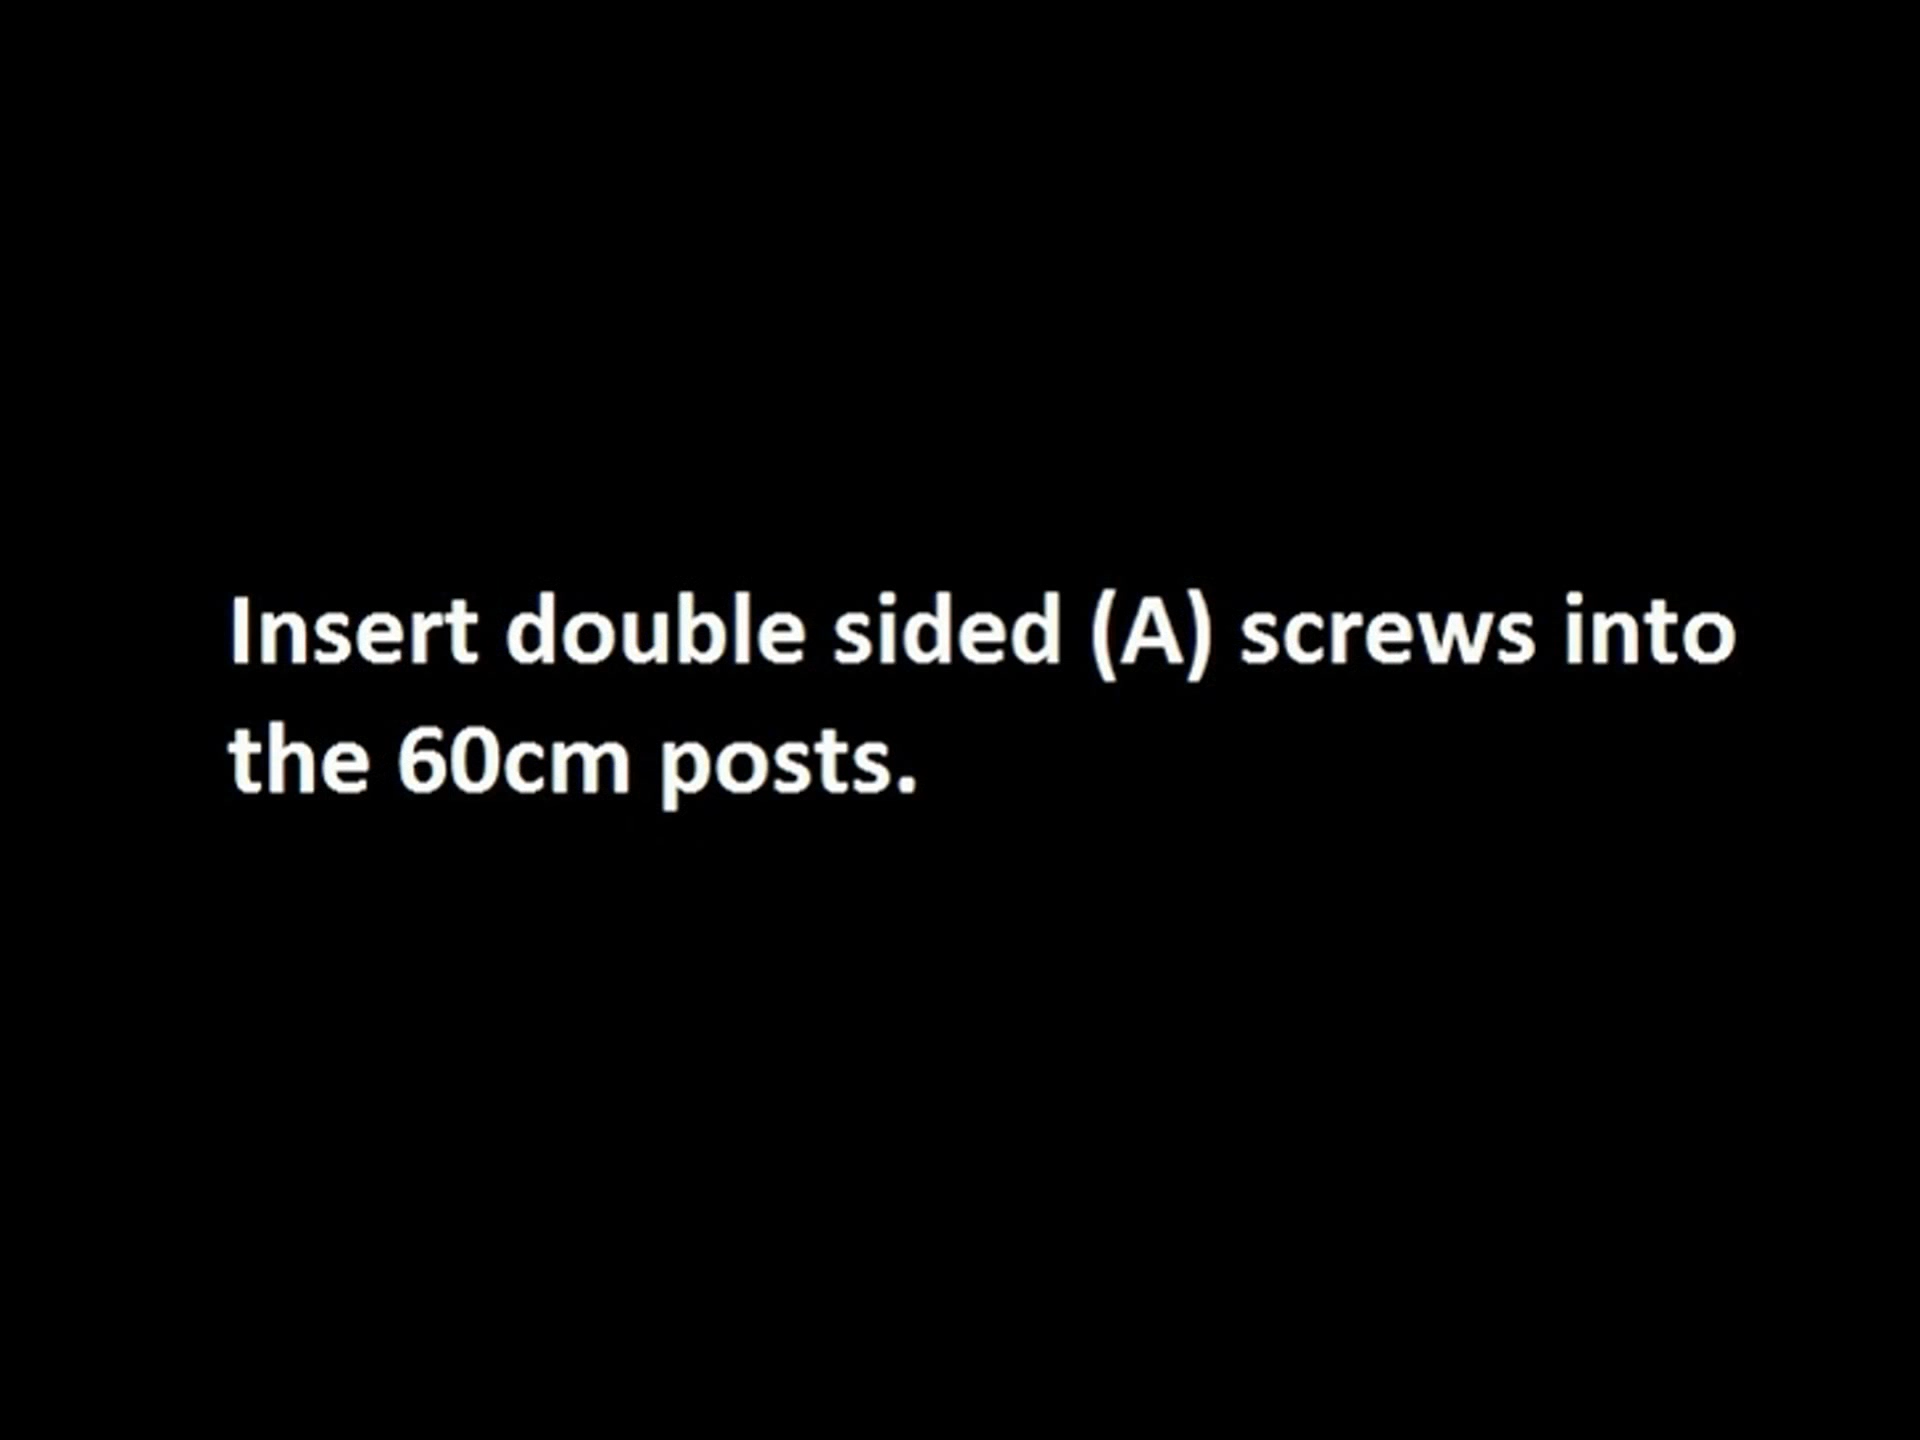 Insert double sided (A) screws into
the 60cm posts.